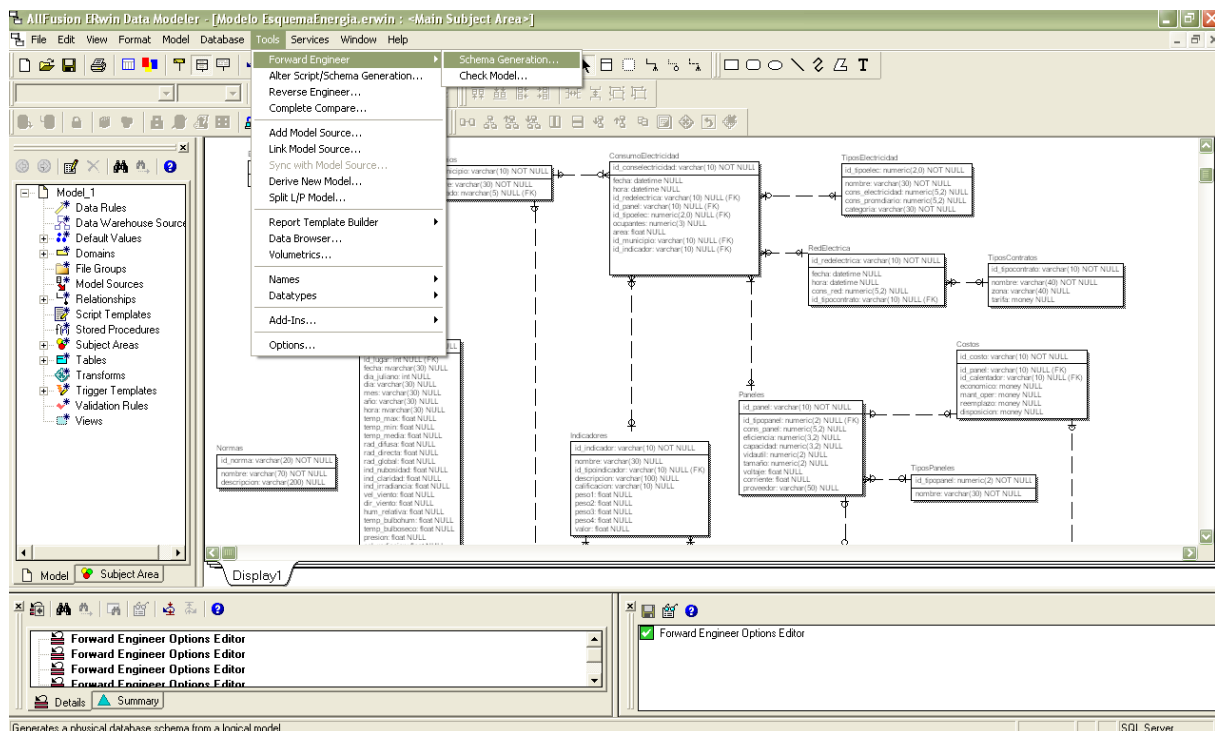 AllFusion ERwin Data Modeler - [Modelo EsquemaEnergia.erwin : <Main Subject Area>]
File Edit View Format Model Database Tools Services Window Help
Forward Engineer
Alter Script/Schema Generation...
Reverse Engineer...
Complete Compare...
Add Model Source...
Link Model Source...
Sync with Model Source...
Derive New Model...
Split L/P Model...
Report Template Builder
Data Browser...
Volumetrics...
Names
Datatypes
Add-Ins...
Options...
Schema Generation...
Check Model...
Model_1
Data Rules
Data Warehouse Source
Default Values
Domains
File Groups
Model Sources
Relationships
Script Templates
Stored Procedures
Subject Areas
Tables
Transforms
Trigger Templates
Validation Rules
Views
Model Subject Area
varchar(10) NOT NULL
varchar(30) NOT NULL
nvarchar(5) NULL (FK)
ConsumoElectricidad
id_conselectricidad: varchar(10) NOT NULL
fecha: datetime NULL
hora: datetime NULL
id_redelectrica: varchar(10) NULL (FK)
id_panel: varchar(10) NULL (FK)
id_tipoelec: numeric(2,0) NULL (FK)
ocupantes: numeric(3) NULL
area: float NULL
id_municipio: varchar(10) NULL (FK)
id_indicador: varchar(10) NULL (FK)
TiposElectricidad
id_tipoelec: numeric(2,0) NOT NULL
nombre: varchar(30) NOT NULL
cons_electricidad: numeric(5,2) NULL
cons_promdiario: numeric(5,2) NULL
categoria: varchar(30) NOT NULL
RedElectrica
id_redelectrica: varchar(10) NOT NULL
fecha: datetime NULL
hora: datetime NULL
cons_red: numeric(5,2) NULL
id_tipocontrato: varchar(10) NULL (FK)
TiposContratos
id_tipocontrato: varchar(10) NOT NULL
nombre: varchar(40) NOT NULL
zona: varchar(40) NULL
tarifa: money NULL
Costos
id_costo: varchar(10) NOT NULL
id_panel: varchar(10) NULL (FK)
id_calentador: varchar(10) NULL (FK)
economico: money NULL
mant_oper: money NULL
reemplazo: money NULL
disposicion: money NULL
Paneles
id_panel: varchar(10) NOT NULL
id_tipopanel: numeric(2) NULL (FK)
cons_panel: numeric(5,2) NULL
eficiencia: numeric(3,2) NULL
capacidad: numeric(3,2) NULL
vidautil: numeric(2) NULL
tamaño: numeric(2) NULL
voltaje: float NULL
corriente: float NULL
proveedor: varchar(50) NULL
TiposPaneles
id_tipopanel: numeric(2) NOT NULL
nombre: varchar(30) NOT NULL
Indicadores
id_indicador: varchar(10) NOT NULL
nombre: varchar(30) NULL
id_tipoindicador: varchar(10) NULL (FK)
descripcion: varchar(100) NULL
calificacion: varchar(10) NULL
peso1: float NULL
peso2: float NULL
peso3: float NULL
peso4: float NULL
valor: float NULL
id_lugar: int NULL (FK)
fecha: nvarchar(30) NULL
dia_juliano: int NULL
dia: varchar(30) NULL
mes: varchar(30) NULL
año: varchar(30) NULL
hora: nvarchar(30) NULL
temp_max: float NULL
temp_min: float NULL
temp_media: float NULL
rad_difusa: float NULL
rad_directa: float NULL
rad_global: float NULL
ind_nubosidad: float NULL
ind_claridad: float NULL
ind_irradiancia: float NULL
vel_viento: float NULL
dir_viento: float NULL
hum_relativa: float NULL
temp_bulbohum: float NULL
temp_bulboseco: float NULL
presion: float NULL
Normas
id_norma: varchar(20) NOT NULL
nombre: varchar(70) NOT NULL
descripcion: varchar(200) NULL
Display1
Forward Engineer Options Editor
Forward Engineer Options Editor
Forward Engineer Options Editor
Forward Engineer Options Editor
Details Summary
Forward Engineer Options Editor
Generates a physical database schema from a logical model
SQL Server